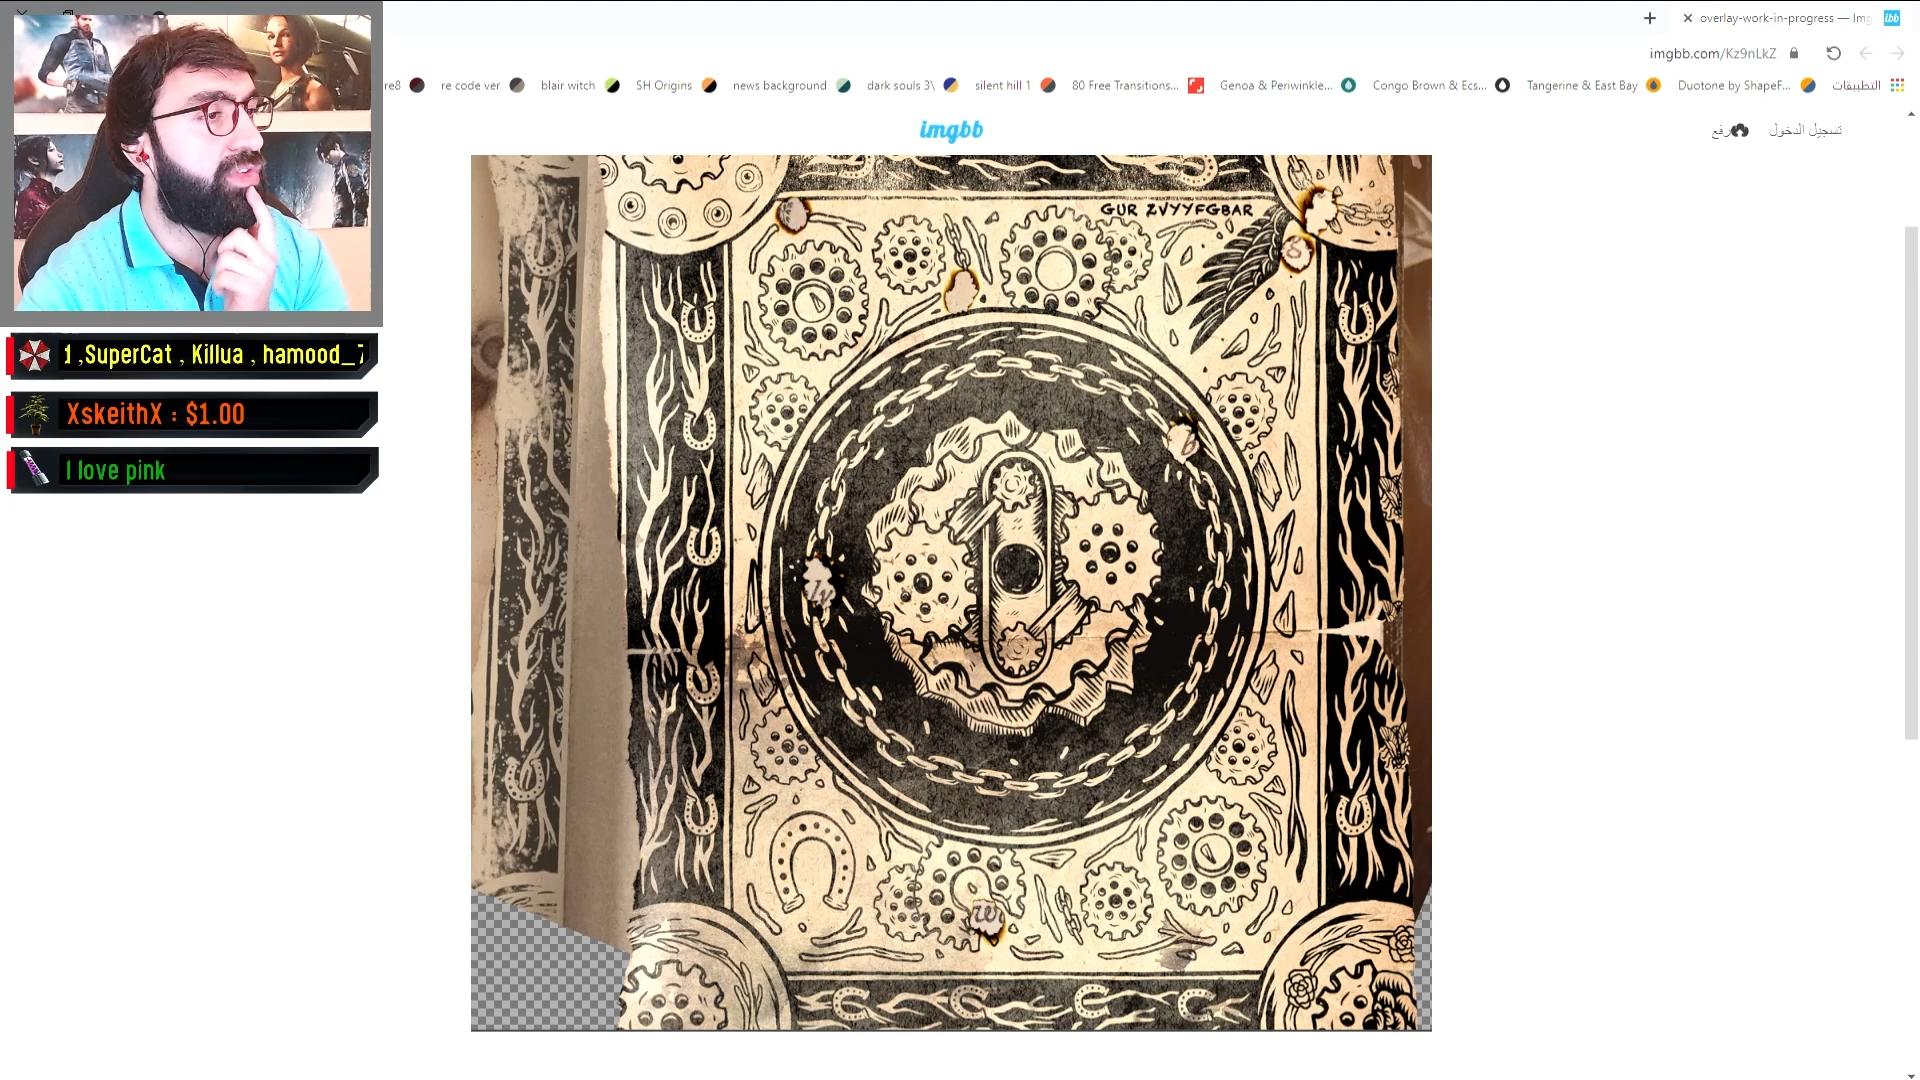 overlay-work-in-progress — Img
imgbb.com/Kz9nLkZ
re8
re code ver
blair witch
SH Origins
news background
dark souls 3\
silent hill 1
80 Free Transitions...
Genoa & Periwinkle...
Congo Brown & Ecs...
Tangerine & East Bay
Duotone by ShapeF...
التطبيقات
imgbb
رفع
تسجيل الدخول
GUR ZVYYFGBAR
1 ,SuperCat , Killua , hamood_7
XskeithX : $1.00
I love pink